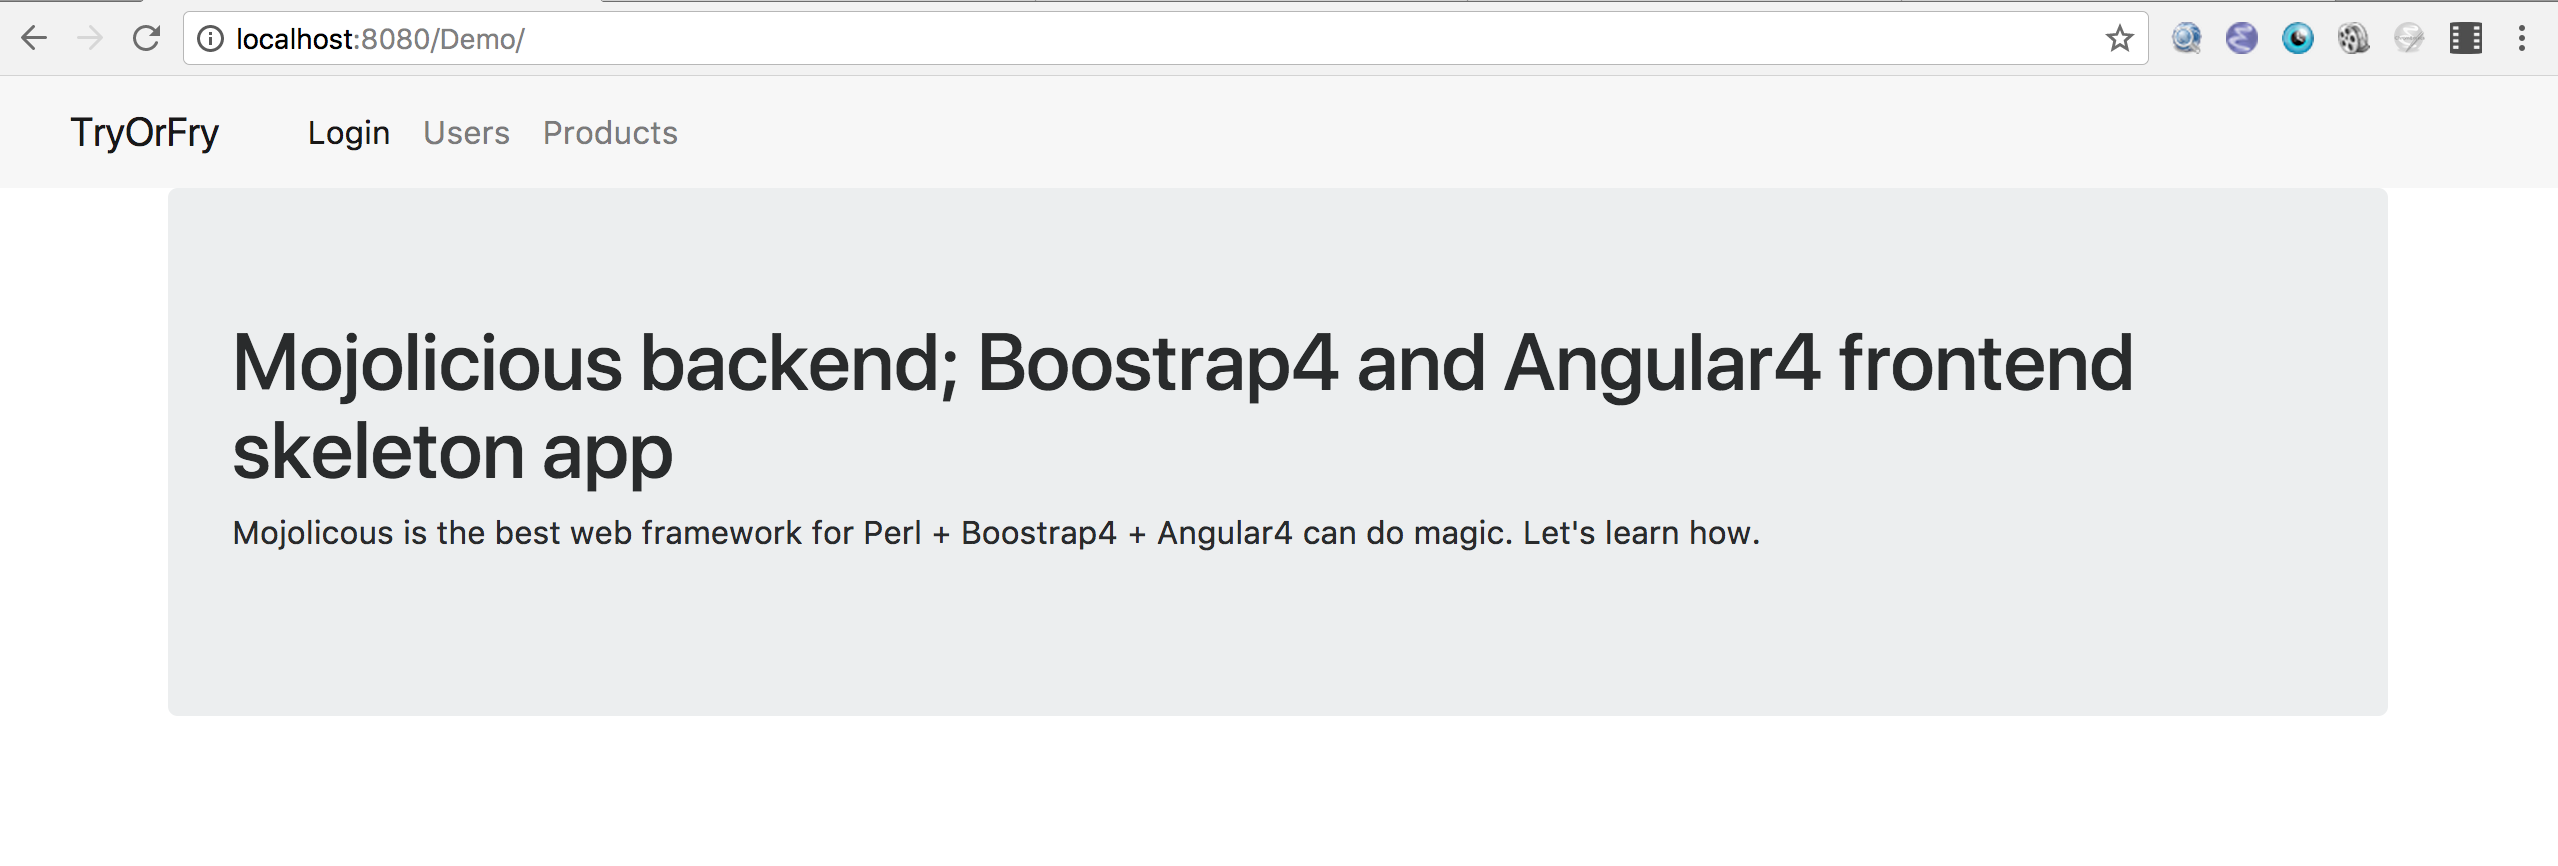 localhost:8080/Demo/
TryOrFry Login Users Products
Mojolicious backend; Boostrap4 and Angular4 frontend
skeleton app
Mojolicous is the best web framework for Perl + Boostrap4 + Angular4 can do magic. Let's learn how.